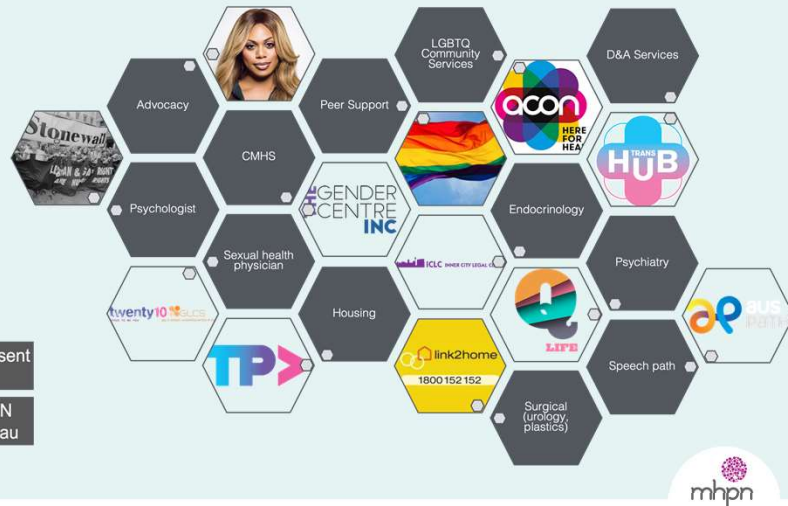 LGBTQ
Community
Services
D&A Services
Advocacy
Peer Support
acon
HERE
FOR
HEA
Stonewall
CMHS
TRANS
HUB
Psychologist
THE
GENDER
CENTRE
INC
Endocrinology
Sexual health
physician
iCLC INNER CITY LEGAL
Psychiatry
twenty10
Housing
LIFE
aus
path
TP
link2home
1800 152 152
Speech path
sent
N
au
Surgical
(urology,
plastics)
mhpn